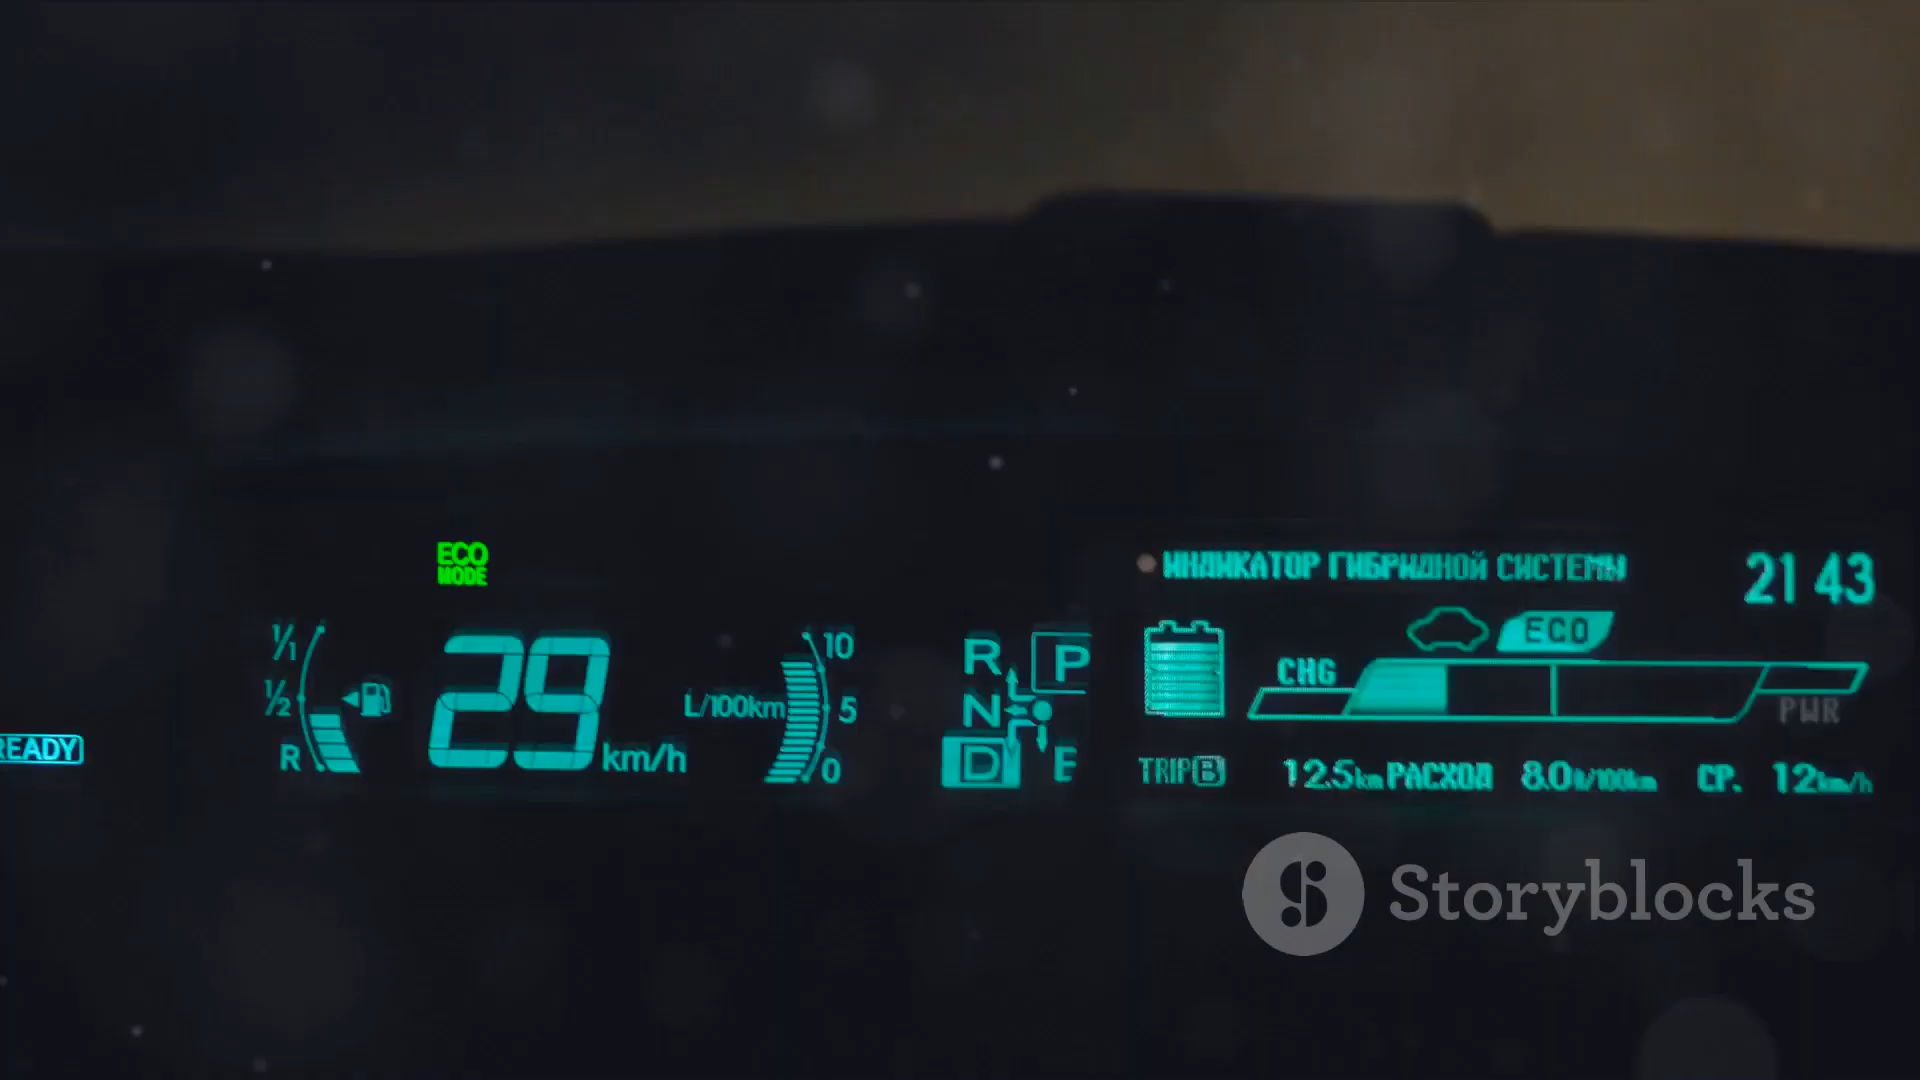 ECO
MODE
ИНДИКАТОР ГИБРИДНОЙ СИСТЕМЫ
21 43
ECO
1/1
29
10
R
P
CHG
1/2
L/100km
5
N
PWR
READY
R
km/h
0
D
B
TRIP B
12.5km РАСХОД 8.0ℓ/100km СР. 12km/h
Storyblocks